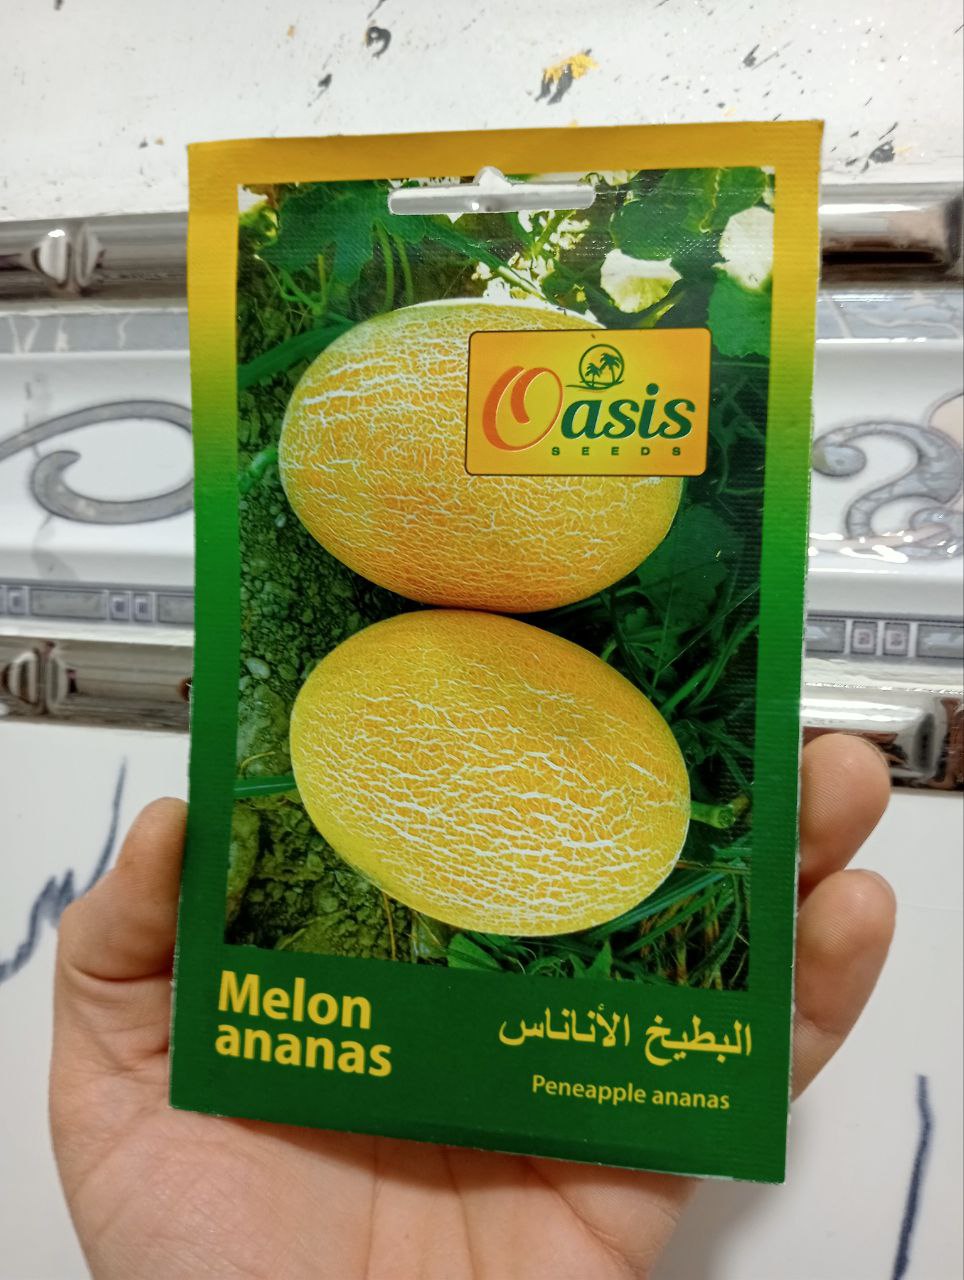 Oasis
SEEDS
Melon
ananas
البطيخ الأناناس
Peneapple ananas